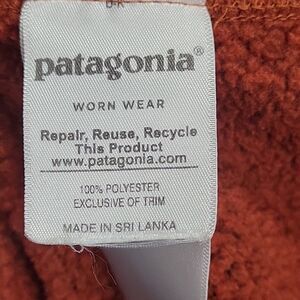 patagonia®
WORN WEAR
Repair, Reuse, Recycle
This Product
www.patagonia.com
100% POLYESTER
EXCLUSIVE OF TRIM
MADE IN SRI LANKA